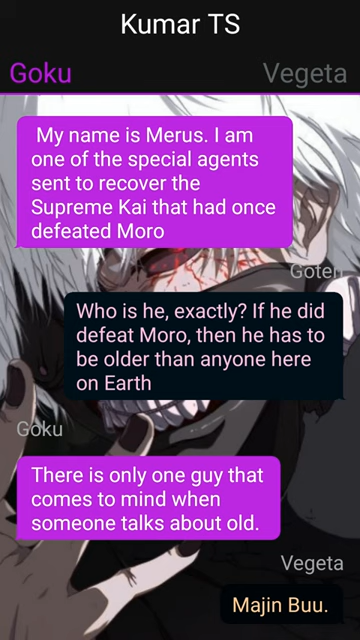 Kumar TS
Goku Vegeta
My name is Merus. I am
one of the special agents
sent to recover the
Supreme Kai that had once
defeated Moro
Goten
Who is he, exactly? If he did
defeat Moro, then he has to
be older than anyone here
on Earth
Goku
There is only one guy that
comes to mind when
someone talks about old.
Vegeta
Majin Buu.